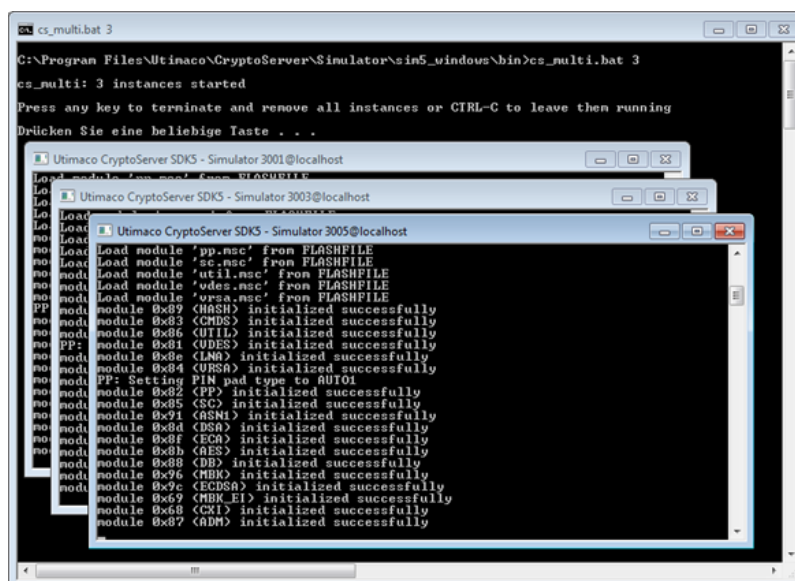 cs_multi.bat 3
C:\Program Files\Utimaco\CryptoServer\Simulator\sim5_windows\bin>cs_multi.bat 3
cs_multi: 3 instances started
Press any key to terminate and remove all instances or CTRL-C to leave them running
Drücken Sie eine beliebige Taste . . .
Utimaco CryptoServer SDK5 - Simulator 3001@localhost
Utimaco CryptoServer SDK5 - Simulator 3003@localhost
Utimaco CryptoServer SDK5 - Simulator 3005@localhost
Load module 'pp.msc' from FLASHFILE
Load module 'sc.msc' from FLASHFILE
Load module 'util.msc' from FLASHFILE
Load module 'vdes.msc' from FLASHFILE
Load module 'vrsa.msc' from FLASHFILE
module 0x89 (HASH) initialized successfully
module 0x83 (CMDS) initialized successfully
module 0x86 (UTIL) initialized successfully
module 0x81 (VDES) initialized successfully
module 0x8e (LNA) initialized successfully
module 0x84 (VRSA) initialized successfully
PP: Setting PIN pad type to AUTO1
module 0x82 (PP) initialized successfully
module 0x85 (SC) initialized successfully
module 0x91 (ASN1) initialized successfully
module 0x8d (DSA) initialized successfully
module 0x8f (ECA) initialized successfully
module 0x8b (AES) initialized successfully
module 0x88 (DB) initialized successfully
module 0x96 (MBK) initialized successfully
module 0x9c (ECDSA) initialized successfully
module 0x69 (MBK_EI) initialized successfully
module 0x68 (CXI) initialized successfully
module 0x87 (ADM) initialized successfully